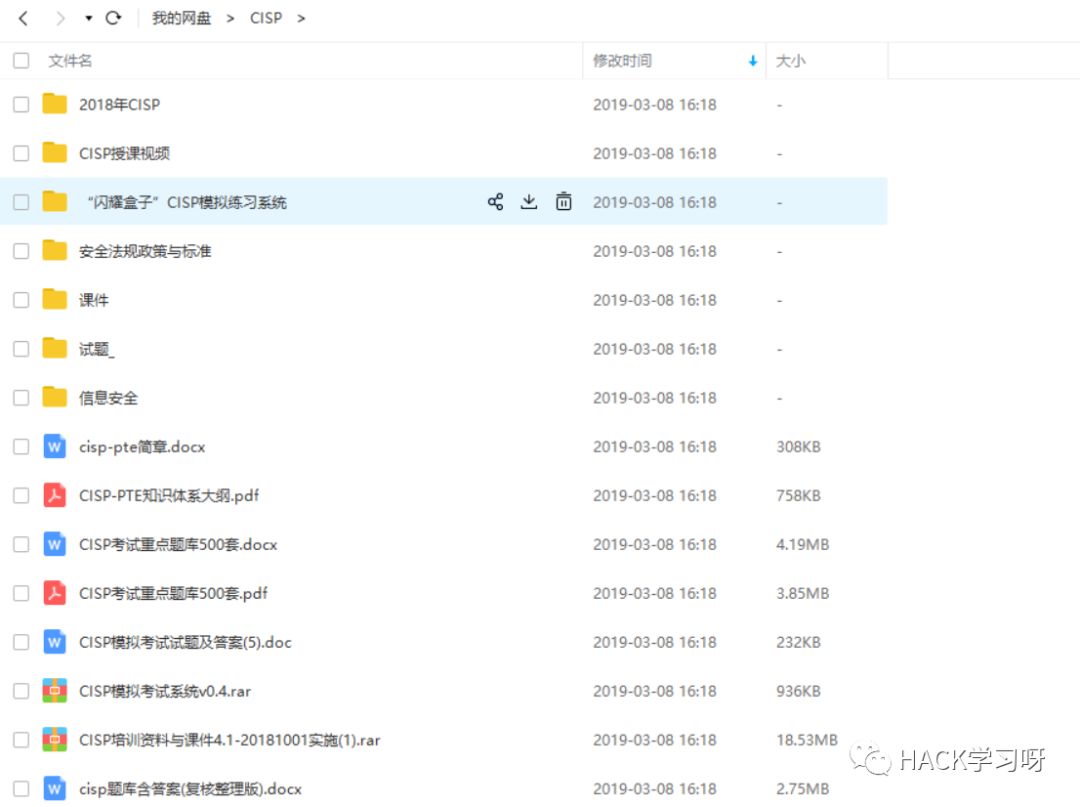 我的网盘 > CISP >
文件名 修改时间 大小
2018年CISP 2019-03-08 16:18 -
CISP授课视频 2019-03-08 16:18 -
“闪耀盒子”CISP模拟练习系统 2019-03-08 16:18 -
安全法规政策与标准 2019-03-08 16:18 -
课件 2019-03-08 16:18 -
试题_ 2019-03-08 16:18 -
信息安全 2019-03-08 16:18 -
cisp-pte简章.docx 2019-03-08 16:18 308KB
CISP-PTE知识体系大纲.pdf 2019-03-08 16:18 758KB
CISP考试重点题库500套.docx 2019-03-08 16:18 4.19MB
CISP考试重点题库500套.pdf 2019-03-08 16:18 3.85MB
CISP模拟考试试题及答案(5).doc 2019-03-08 16:18 232KB
CISP模拟考试系统v0.4.rar 2019-03-08 16:18 936KB
CISP培训资料与课件4.1-20181001实施(1).rar 2019-03-08 16:18 18.53MB
HACK学习呀
cisp题库含答案(复核整理版).docx 2019-03-08 16:18 2.75MB